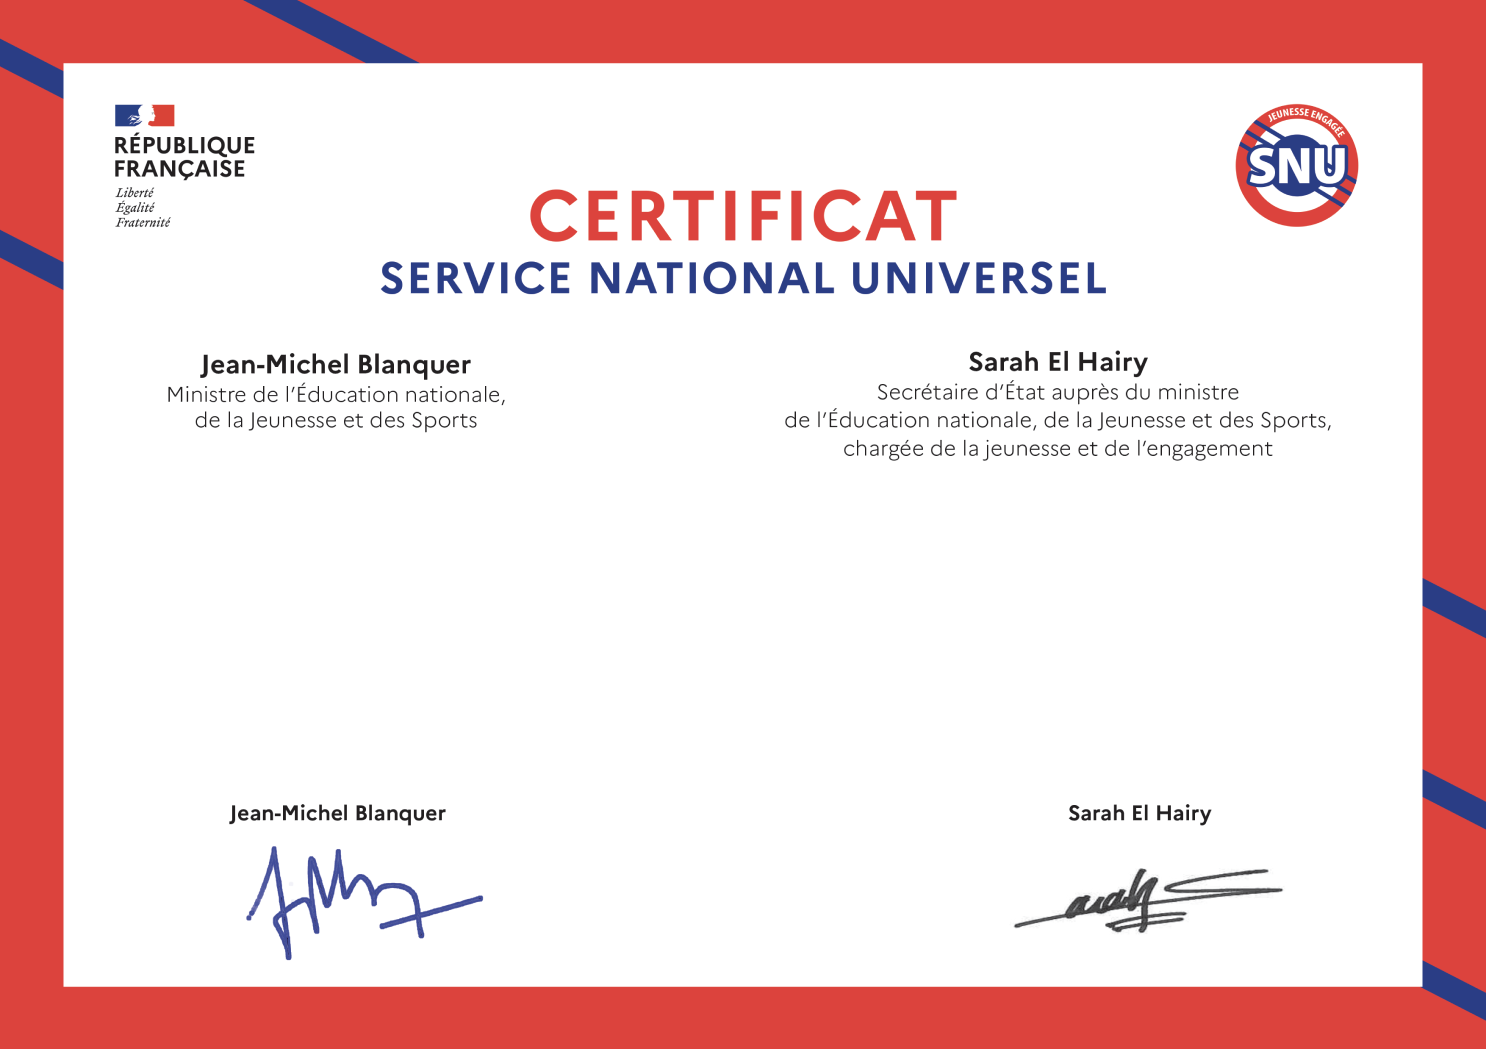 RÉPUBLIQUE
FRANÇAISE
Liberté
Égalité
Fraternité
JEUNESSE ENGAGÉE
SNU
CERTIFICAT
SERVICE NATIONAL UNIVERSEL
Jean-Michel Blanquer
Ministre de l’Éducation nationale,
de la Jeunesse et des Sports
Sarah El Hairy
Secrétaire d’État auprès du ministre
de l’Éducation nationale, de la Jeunesse et des Sports,
chargée de la jeunesse et de l’engagement
Jean-Michel Blanquer
Sarah El Hairy